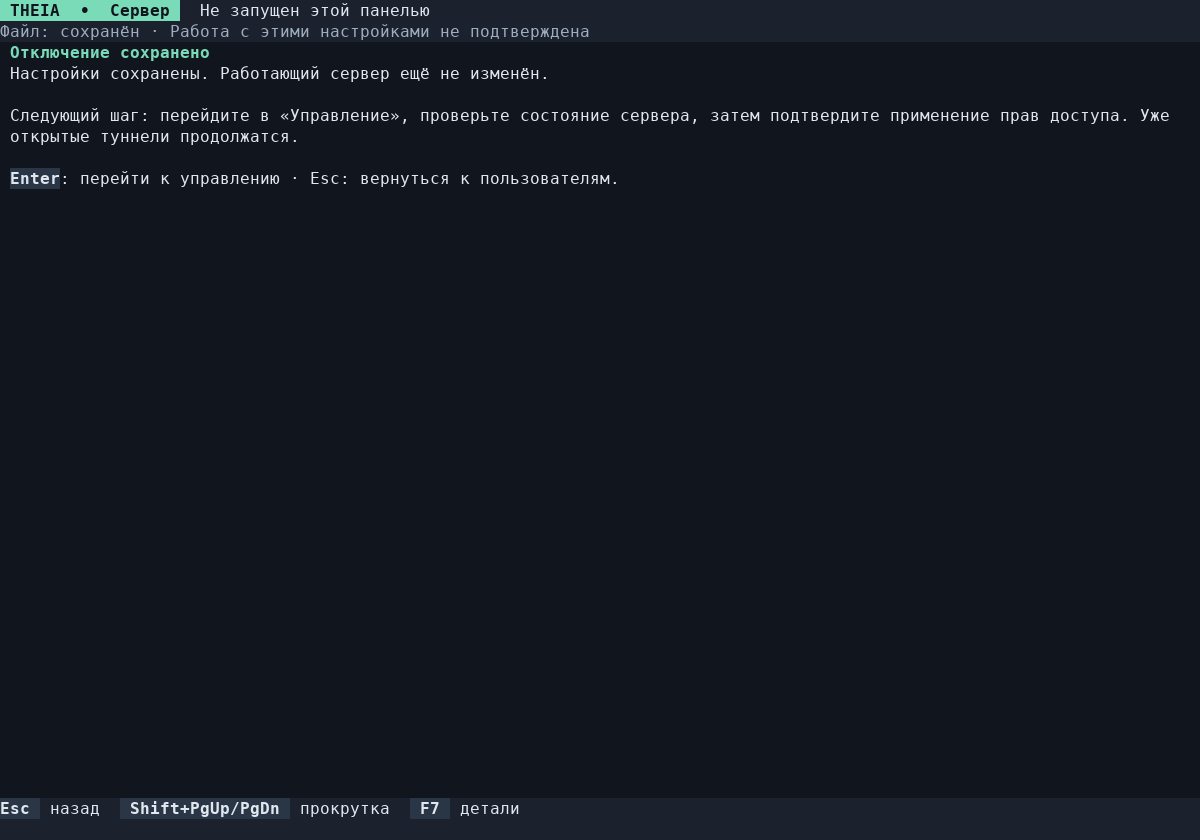 THEIA • Сервер Не запущен этой панелью
Файл: сохранён · Работа с этими настройками не подтверждена
Отключение сохранено
Настройки сохранены. Работающий сервер ещё не изменён.
Следующий шаг: перейдите в «Управление», проверьте состояние сервера, затем подтвердите применение прав доступа. Уже
открытые туннели продолжатся.
Enter: перейти к управлению · Esc: вернуться к пользователям.
Esc назад Shift+PgUp/PgDn прокрутка F7 детали